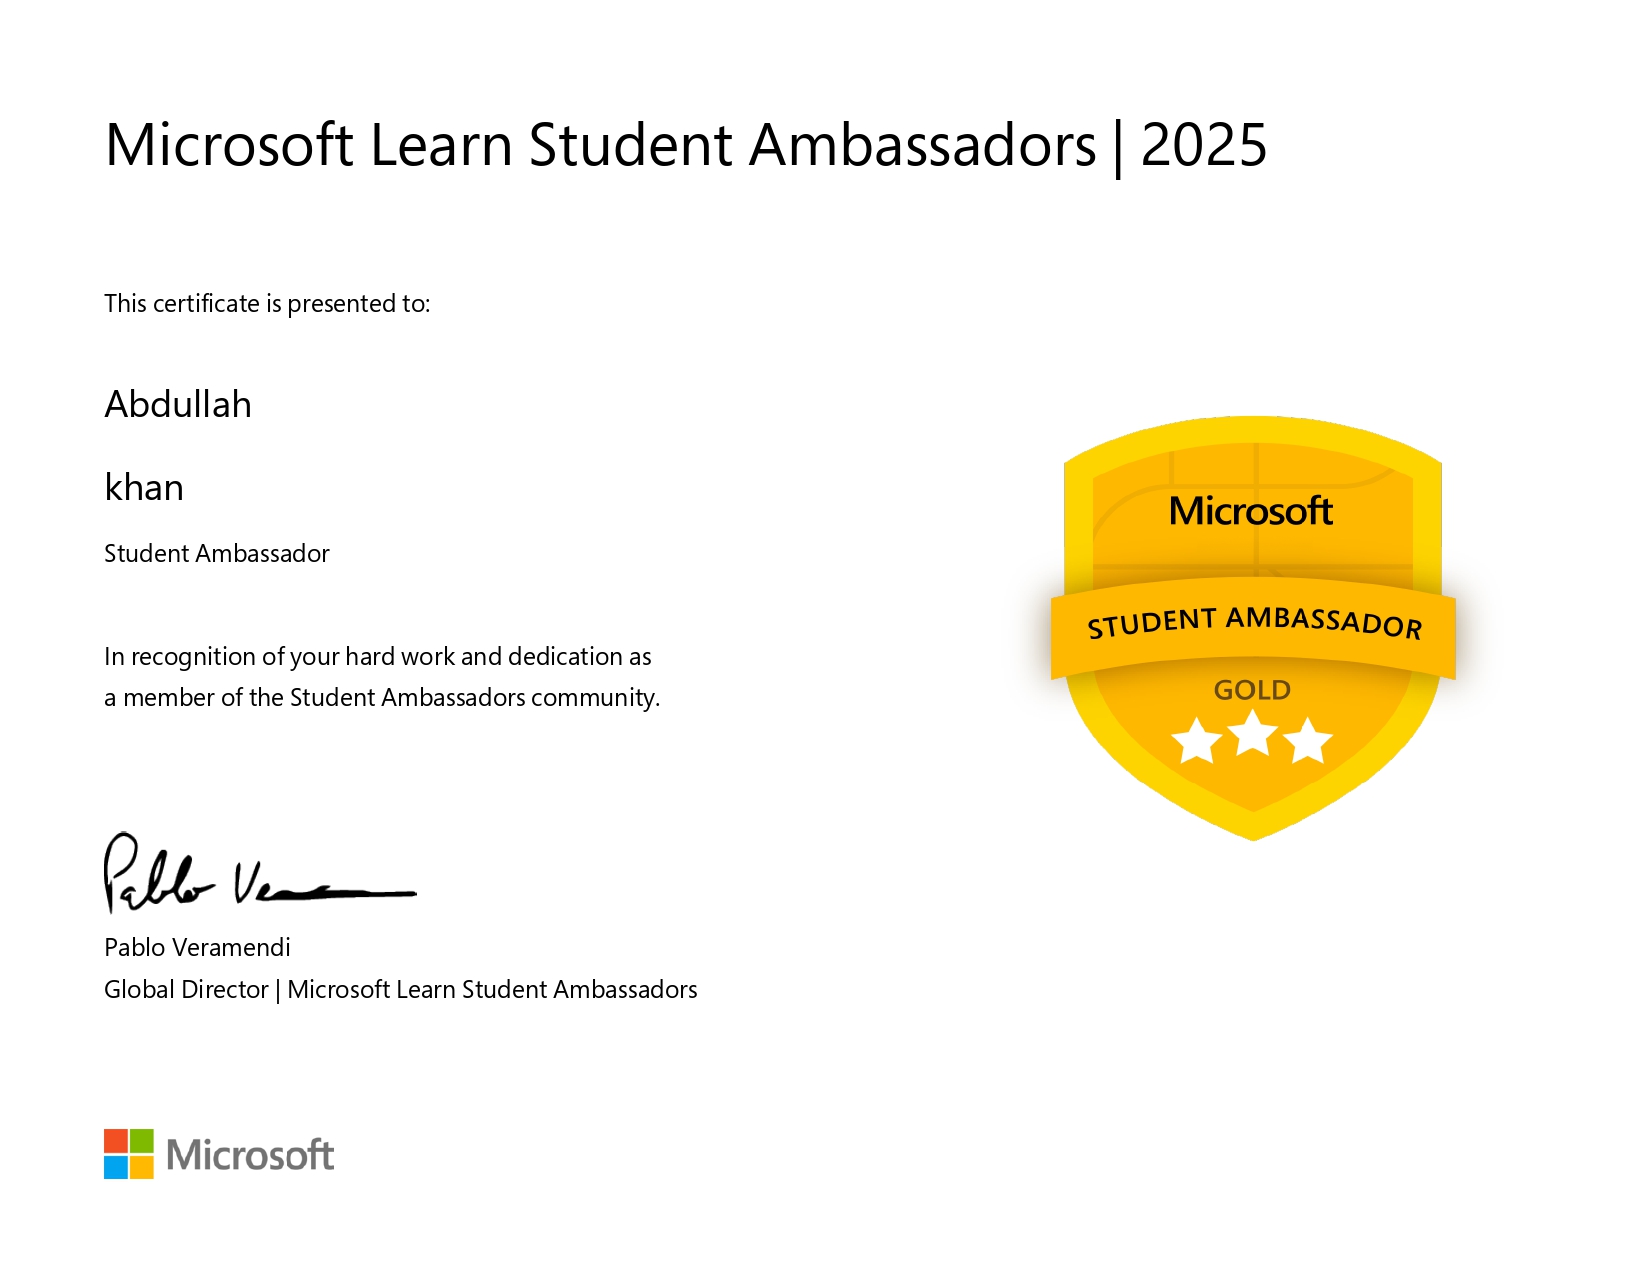 Microsoft Learn Student Ambassadors | 2025
This certificate is presented to:
Abdullah
khan
Student Ambassador
In recognition of your hard work and dedication as
a member of the Student Ambassadors community.
Microsoft
STUDENT AMBASSADOR
GOLD
Pablo Veramendi
Global Director | Microsoft Learn Student Ambassadors
Microsoft